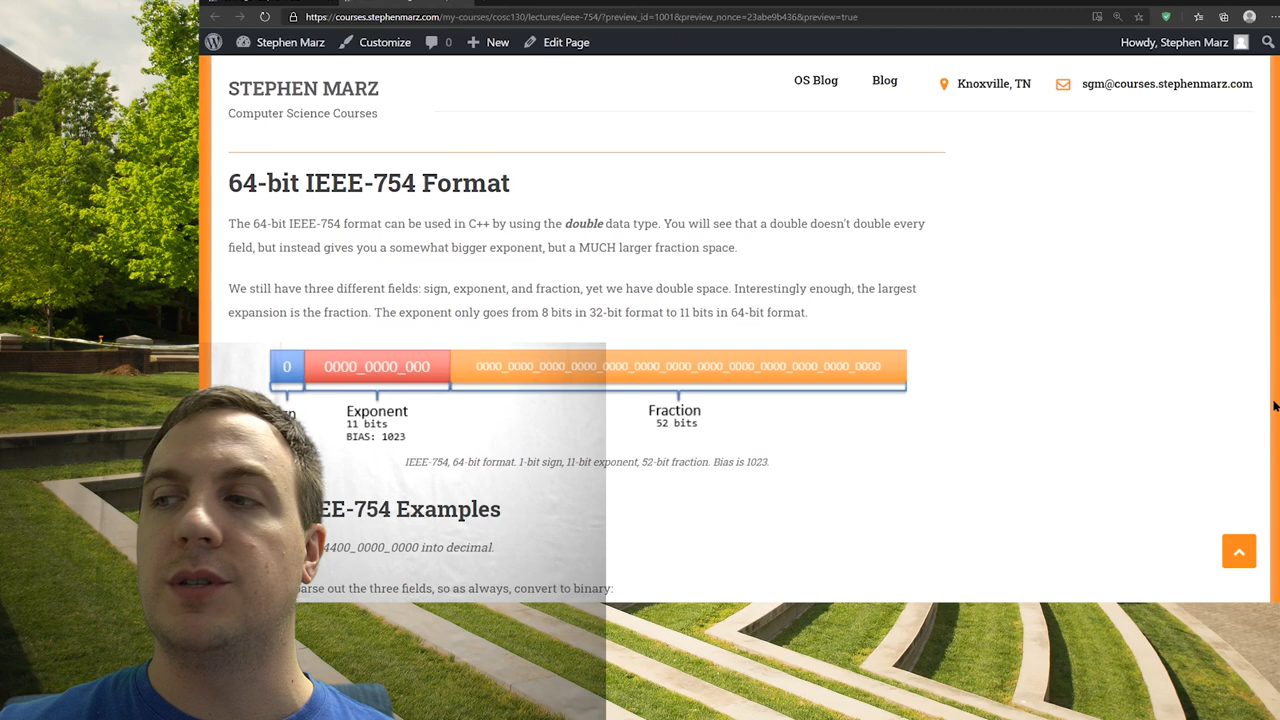 https://courses.stephenmarz.com/my-courses/cosc130/lectures/ieee-754/?preview_id=1001&preview_nonce=23abe9b436&preview=true
Stephen Marz Customize 0 New Edit Page Howdy, Stephen Marz
STEPHEN MARZ
Computer Science Courses
OS Blog Blog Knoxville, TN sgm@courses.stephenmarz.com
64-bit IEEE-754 Format
The 64-bit IEEE-754 format can be used in C++ by using the double data type. You will see that a double doesn't double every
field, but instead gives you a somewhat bigger exponent, but a MUCH larger fraction space.
We still have three different fields: sign, exponent, and fraction, yet we have double space. Interestingly enough, the largest
expansion is the fraction. The exponent only goes from 8 bits in 32-bit format to 11 bits in 64-bit format.
0 0000_0000_000 0000_0000_0000_0000_0000_0000_0000_0000_0000_0000_0000_0000_0000
Exponent Fraction
11 bits 52 bits
BIAS: 1023
IEEE-754, 64-bit format. 1-bit sign, 11-bit exponent, 52-bit fraction. Bias is 1023.
EE-754 Examples
4400_0000_0000 into decimal.
arse out the three fields, so as always, convert to binary: